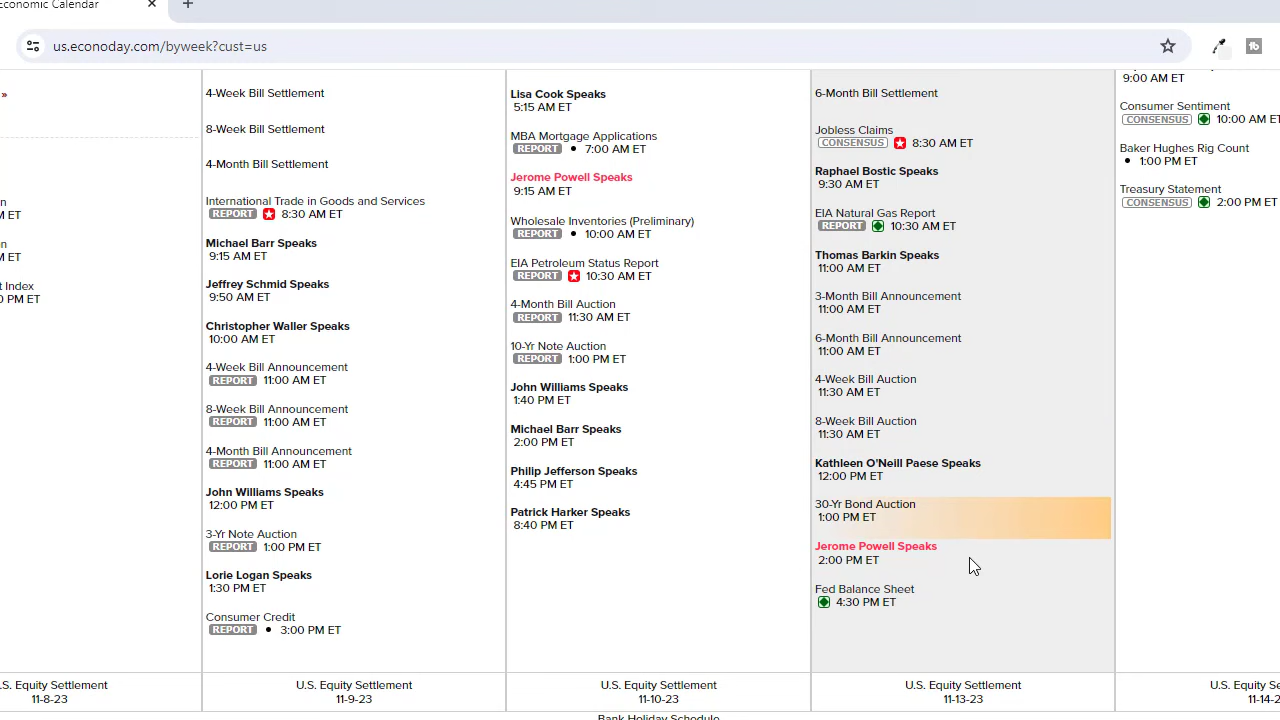 Economic Calendar
us.econoday.com/byweek?cust=us
»
M ET
M ET
t Index
PM ET
4-Week Bill Settlement
8-Week Bill Settlement
4-Month Bill Settlement
International Trade in Goods and Services
REPORT 8:30 AM ET
Michael Barr Speaks
9:15 AM ET
Jeffrey Schmid Speaks
9:50 AM ET
Christopher Waller Speaks
10:00 AM ET
4-Week Bill Announcement
REPORT 11:00 AM ET
8-Week Bill Announcement
REPORT 11:00 AM ET
4-Month Bill Announcement
REPORT 11:00 AM ET
John Williams Speaks
12:00 PM ET
3-Yr Note Auction
REPORT 1:00 PM ET
Lorie Logan Speaks
1:30 PM ET
Consumer Credit
REPORT • 3:00 PM ET
Lisa Cook Speaks
5:15 AM ET
MBA Mortgage Applications
REPORT • 7:00 AM ET
Jerome Powell Speaks
9:15 AM ET
Wholesale Inventories (Preliminary)
REPORT • 10:00 AM ET
EIA Petroleum Status Report
REPORT 10:30 AM ET
4-Month Bill Auction
REPORT 11:30 AM ET
10-Yr Note Auction
REPORT 1:00 PM ET
John Williams Speaks
1:40 PM ET
Michael Barr Speaks
2:00 PM ET
Philip Jefferson Speaks
4:45 PM ET
Patrick Harker Speaks
8:40 PM ET
6-Month Bill Settlement
Jobless Claims
CONSENSUS 8:30 AM ET
Raphael Bostic Speaks
9:30 AM ET
EIA Natural Gas Report
REPORT 10:30 AM ET
Thomas Barkin Speaks
11:00 AM ET
3-Month Bill Announcement
11:00 AM ET
6-Month Bill Announcement
11:00 AM ET
4-Week Bill Auction
11:30 AM ET
8-Week Bill Auction
11:30 AM ET
Kathleen O'Neill Paese Speaks
12:00 PM ET
30-Yr Bond Auction
1:00 PM ET
Jerome Powell Speaks
2:00 PM ET
Fed Balance Sheet
4:30 PM ET
9:00 AM ET
Consumer Sentiment
CONSENSUS 10:00 AM ET
Baker Hughes Rig Count
• 1:00 PM ET
Treasury Statement
CONSENSUS 2:00 PM ET
.S. Equity Settlement
11-8-23
U.S. Equity Settlement
11-9-23
U.S. Equity Settlement
11-10-23
U.S. Equity Settlement
11-13-23
U.S. Equity Se
11-14-2
Bank Holiday Schedule